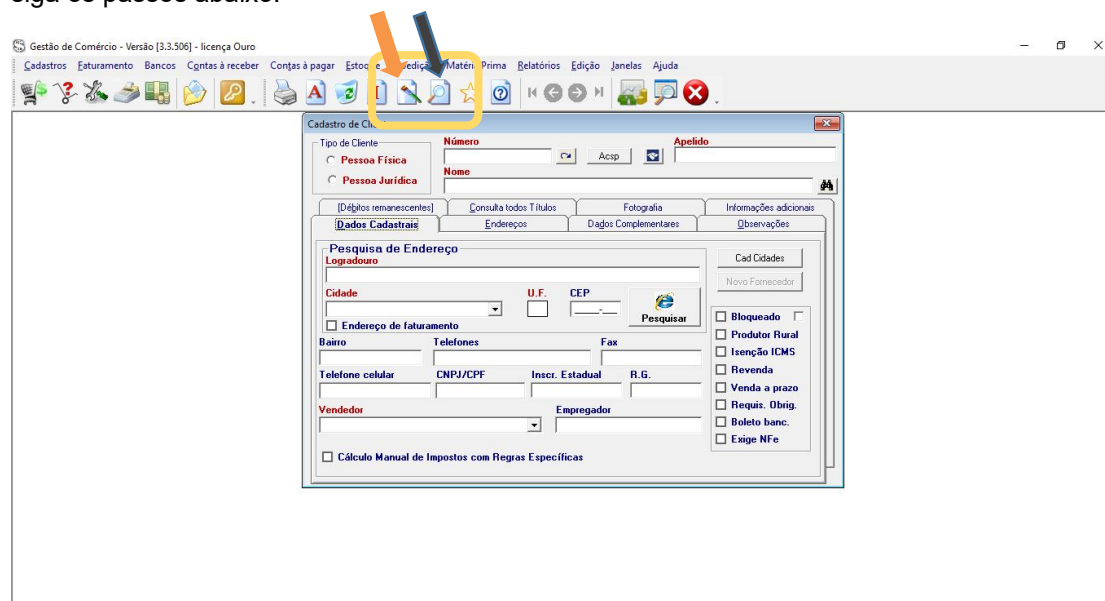 siga os passos abaixo:
Gestão de Comércio - Versão [3.3.506] - licença Ouro
Cadastros Faturamento Bancos Contas à receber Contas à pagar Matéri Prima Relatórios Edição Janelas Ajuda
Cadastro de Cli
Tipo de Cliente
Pessoa Física
Pessoa Jurídica
Número
Acsp
Apelido
Nome
[Débitos remanescentes] Consulta todos Títulos Fotografia Informações adicionais
Dados Cadastrais Endereços Dados Complementares Observações
Pesquisa de Endereço
Logradouro
Cidade U.F. CEP
Pesquisar
Endereço de faturamento
Bairro Telefones Fax
Telefone celular CNPJ/CPF Inscr. Estadual R.G.
Vendedor Empregador
Cálculo Manual de Impostos com Regras Específicas
Cad Cidades
Novo Fornecedor
Bloqueado
Produtor Rural
Isenção ICMS
Revenda
Venda a prazo
Requis. Obrig.
Boleto banc.
Exige NFe